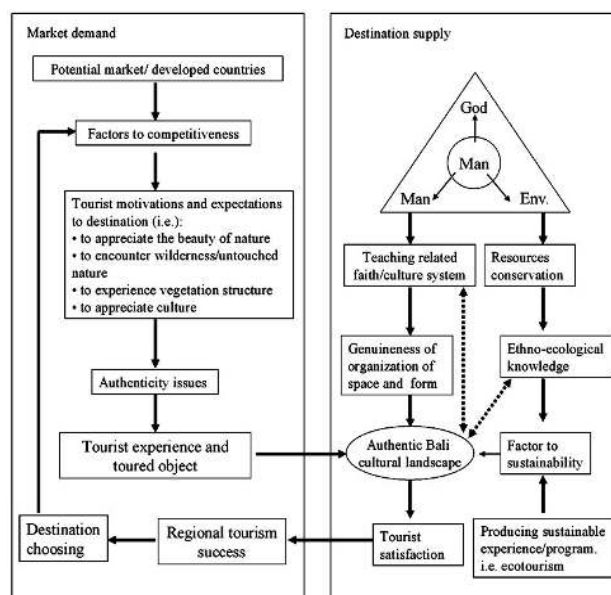 Market demand
Potential market/ developed countries
Factors to competitiveness
Tourist motivations and expectations
to destination (i.e.):
• to appreciate the beauty of nature
• to encounter wilderness/untouched
nature
• to experience vegetation structure
• to appreciate culture
Authenticity issues
Tourist experience and
toured object
Destination
choosing
Regional tourism
success
Destination supply
God
Man
Man
Env.
Teaching related
faith/culture system
Resources
conservation
Genuineness of
organization of
space and form
Ethno-ecological
knowledge
Authentic Bali
cultural landscape
Factor to
sustainability
Tourist
satisfaction
Producing sustainable
experience/program.
i.e. ecotourism